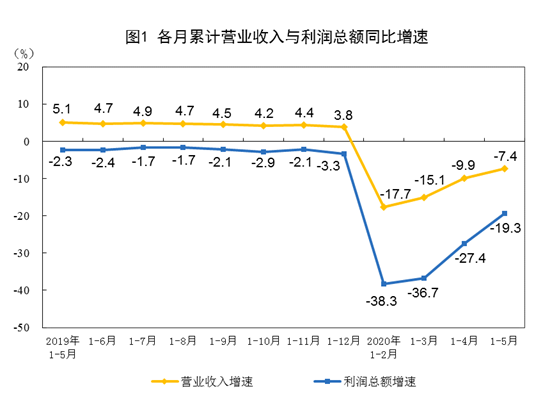 图1 各月累计营业收入与利润总额同比增速
(%)
20
10
0
-10
-20
-30
-40
-50
5.1 4.7 4.9 4.7 4.5 4.2 4.4 3.8
-2.3 -2.4 -1.7 -1.7 -2.1 -2.9 -2.1 -3.3
-17.7 -15.1 -9.9 -7.4
-38.3 -36.7 -27.4 -19.3
2019年 1-6月 1-7月 1-8月 1-9月 1-10月 1-11月 1-12月 2020年 1-3月 1-4月 1-5月
1-5月 1-2月
营业收入增速 利润总额增速